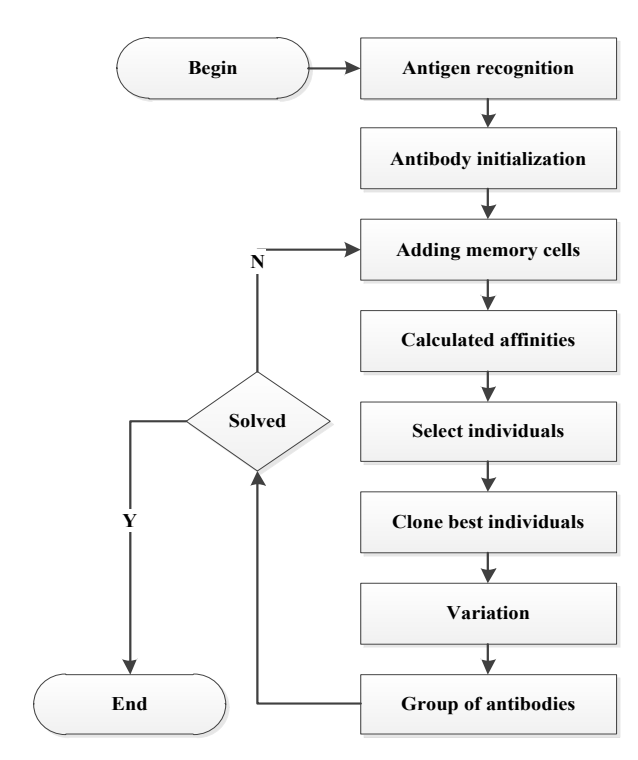 Begin
Antigen recognition
Antibody initialization
Adding memory cells
N
Calculated affinities
Solved
Select individuals
Clone best individuals
Y
Variation
Group of antibodies
End